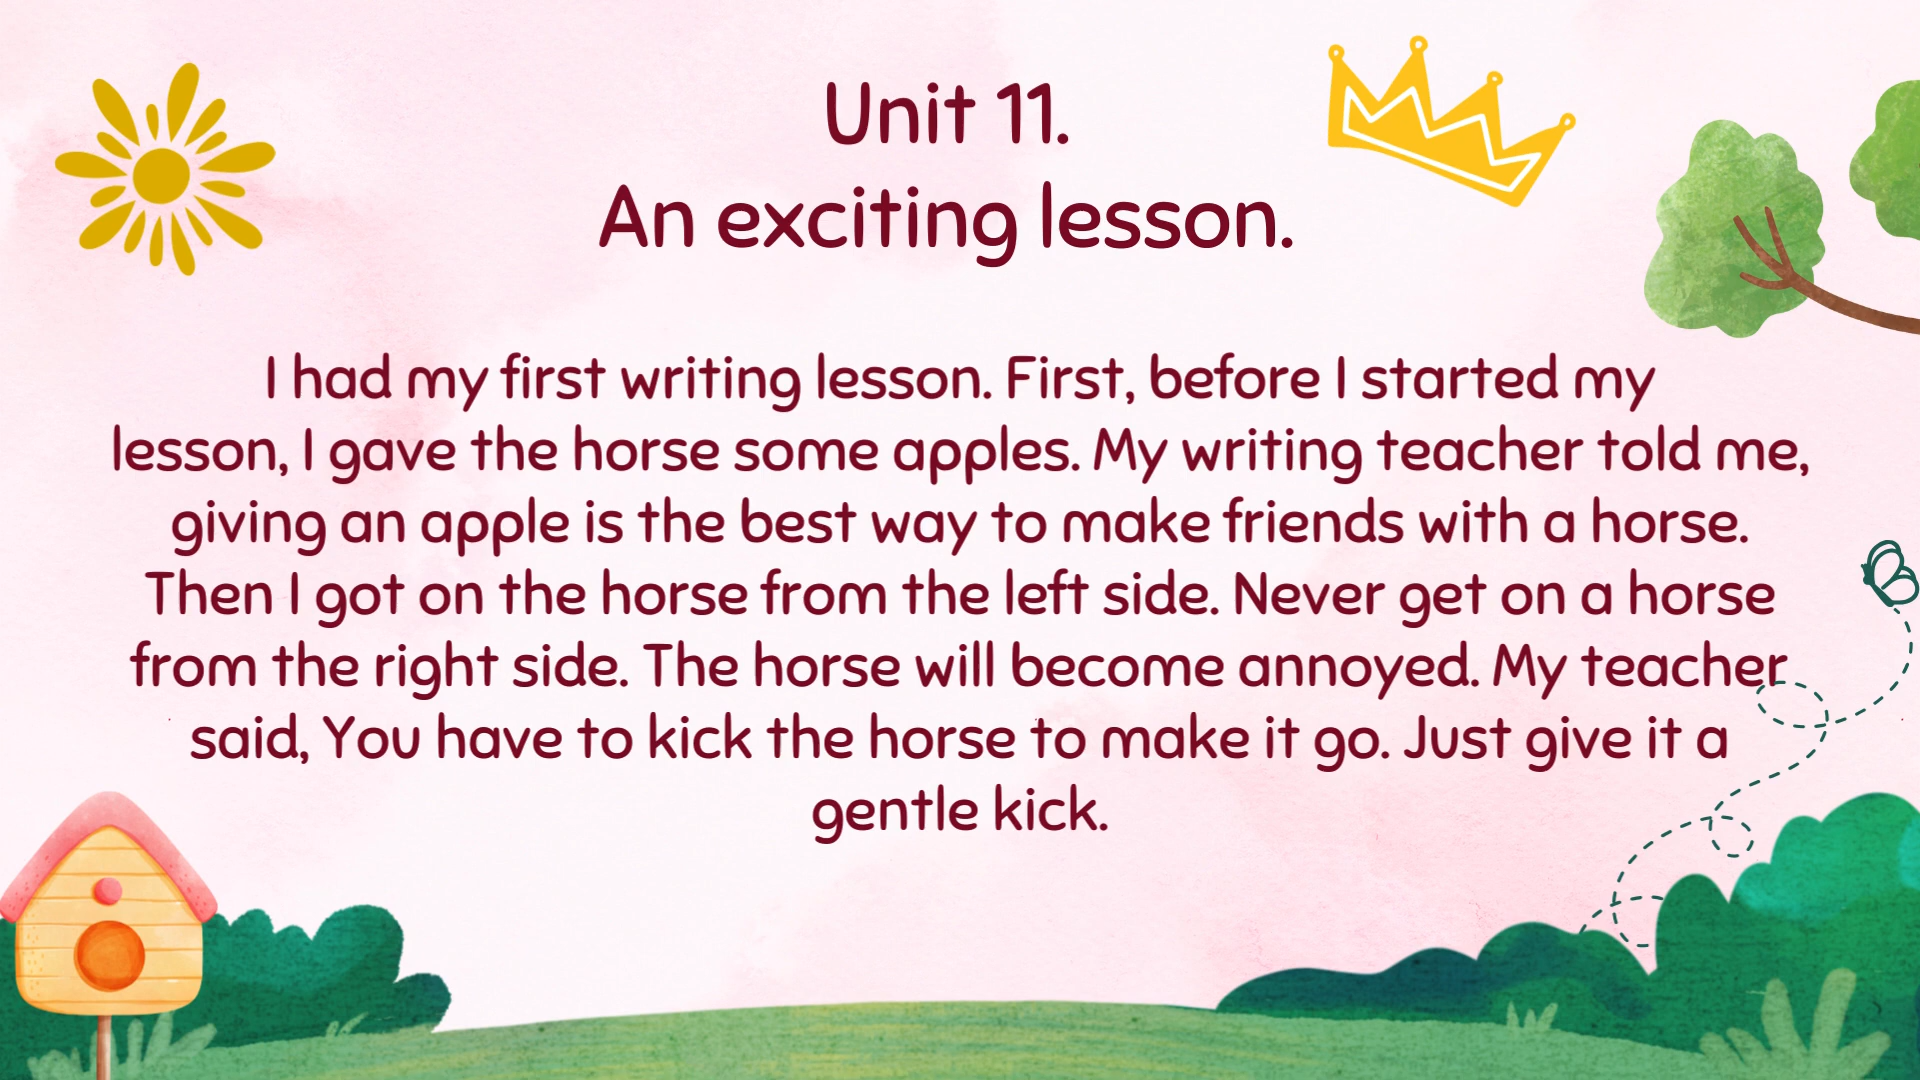 Unit 11.
An exciting lesson.
I had my first writing lesson. First, before I started my
lesson, I gave the horse some apples. My writing teacher told me,
giving an apple is the best way to make friends with a horse.
Then I got on the horse from the left side. Never get on a horse
from the right side. The horse will become annoyed. My teacher
said, You have to kick the horse to make it go. Just give it a
gentle kick.